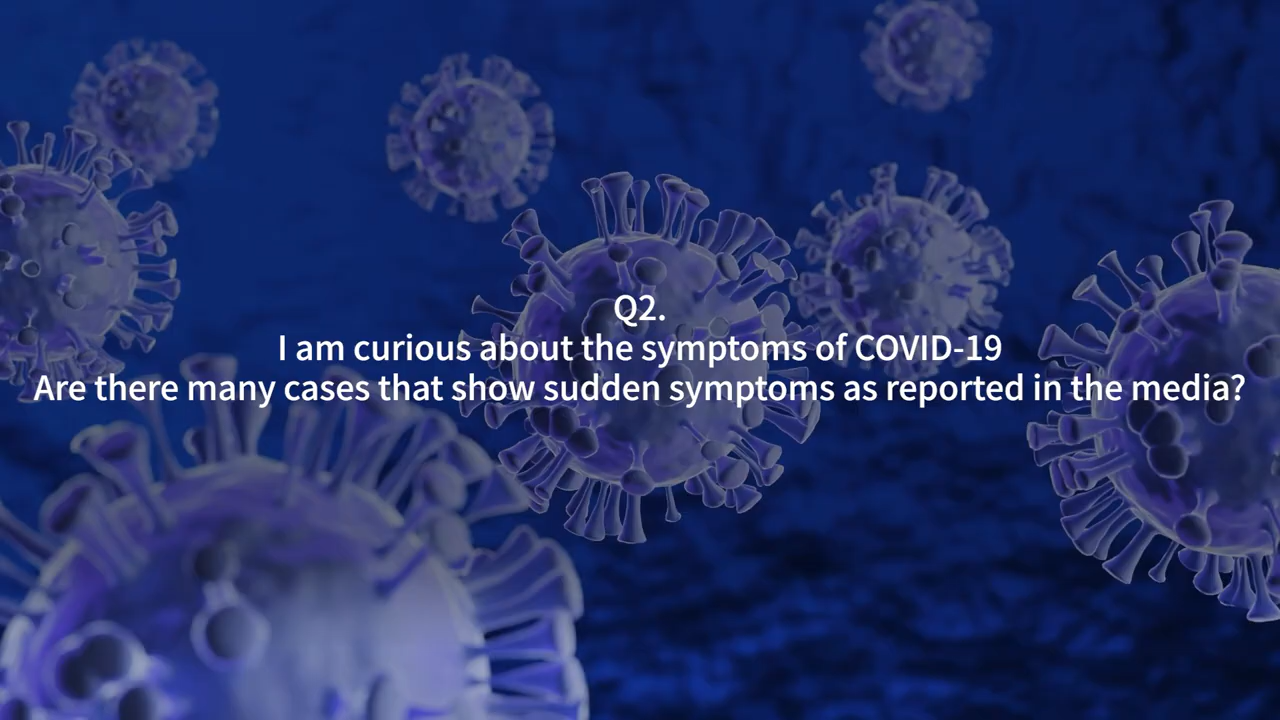 Q2.
I am curious about the symptoms of COVID-19
Are there many cases that show sudden symptoms as reported in the media?